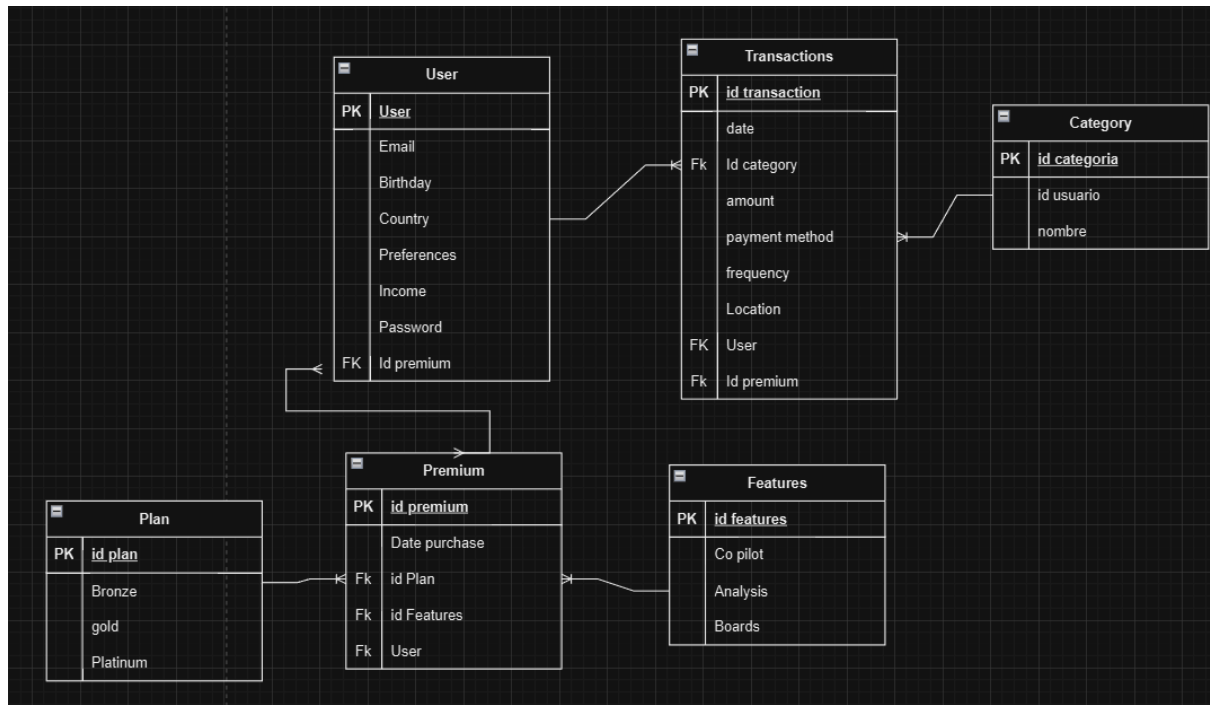 User
PK User
Email
Birthday
Country
Preferences
Income
Password
FK Id premium
Transactions
PK id transaction
date
Fk Id category
amount
payment method
frequency
Location
FK User
Fk Id premium
Category
PK id categoria
id usuario
nombre
Plan
PK id plan
Bronze
gold
Platinum
Premium
PK id premium
Date purchase
Fk id Plan
Fk id Features
Fk User
Features
PK id features
Co pilot
Analysis
Boards